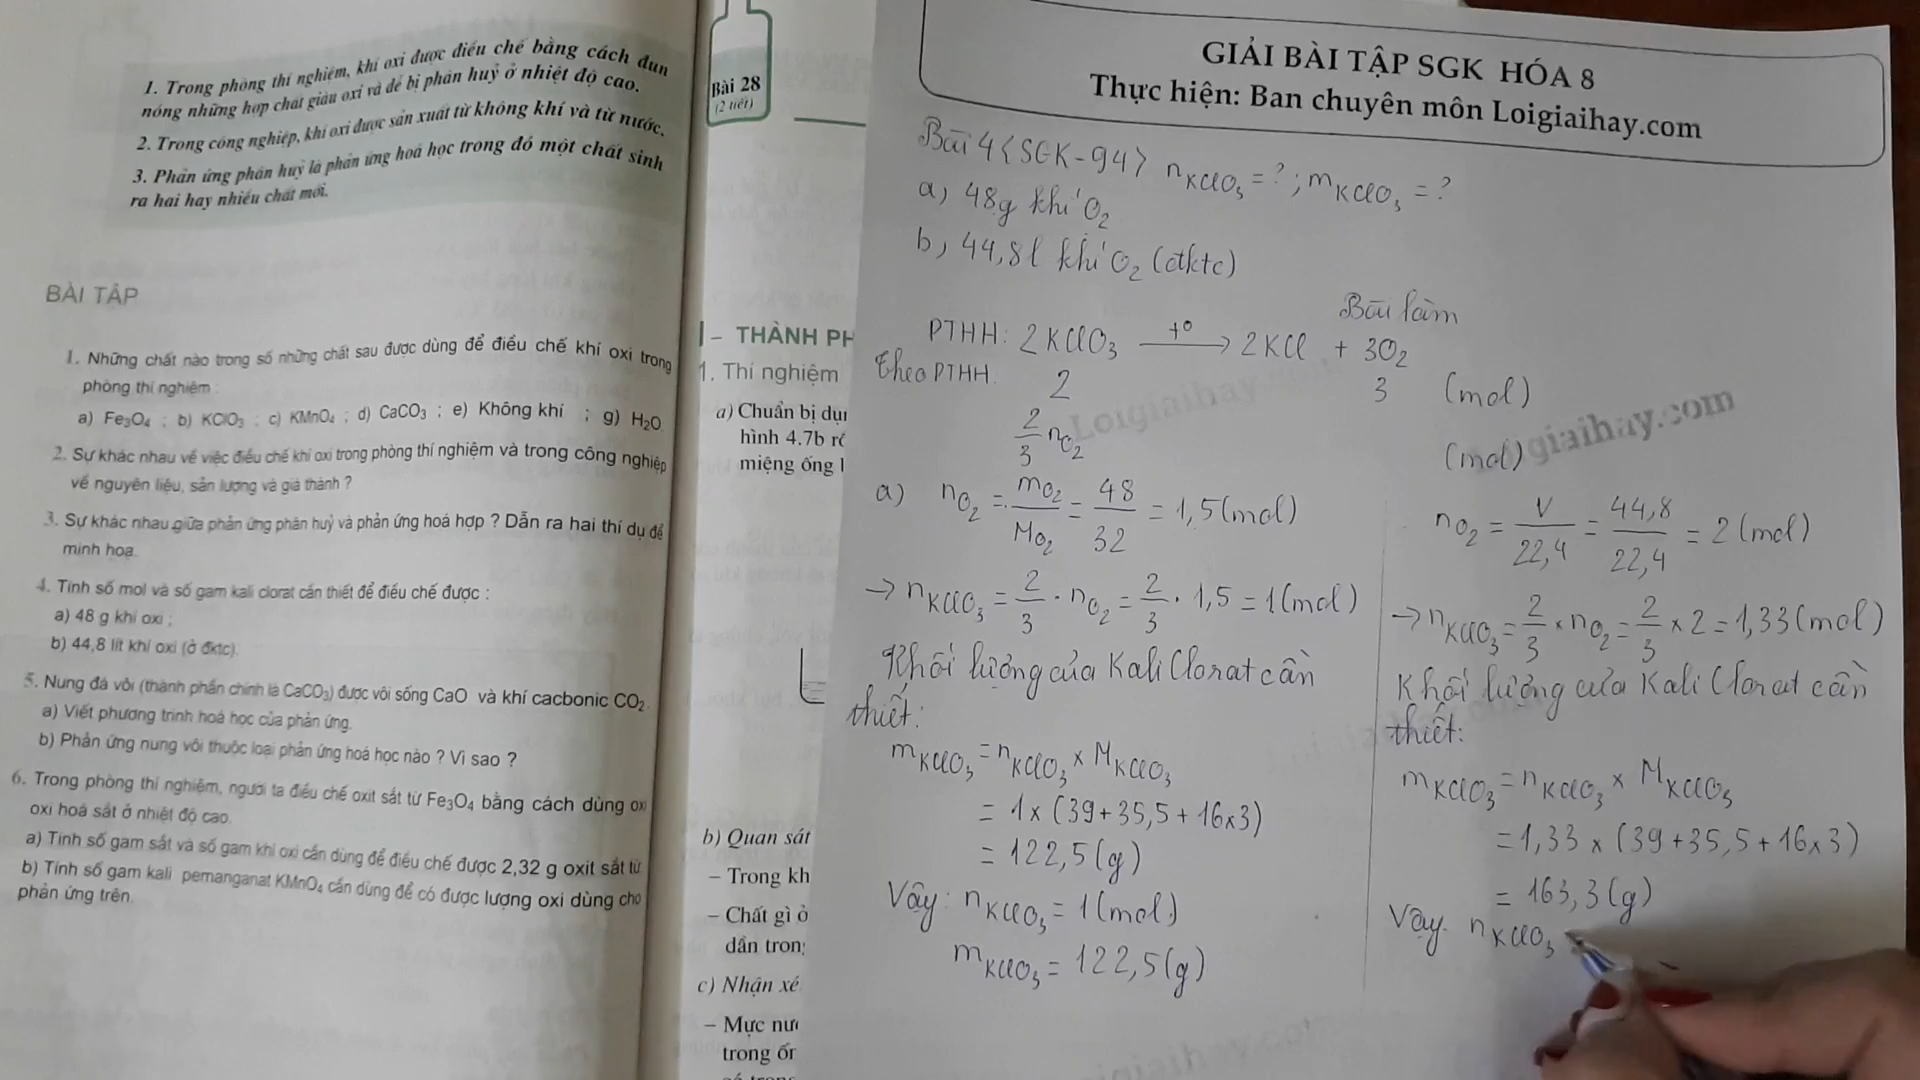 1. Trong phòng thí nghiệm, khí oxi được điều chế bằng cách đun
nóng những hợp chất giàu oxi và dễ bị phân huỷ ở nhiệt độ cao.
2. Trong công nghiệp, khí oxi được sản xuất từ không khí và từ nước.
3. Phản ứng phân huỷ là phản ứng hoá học trong đó một chất sinh
ra hai hay nhiều chất mới.
BÀI TẬP
1. Những chất nào trong số những chất sau được dùng để điều chế khí oxi trong
phòng thí nghiệm :
a) Fe₃O₄ ; b) KClO₃ ; c) KMnO₄ ; d) CaCO₃ ; e) Không khí ; g) H₂O
2. Sự khác nhau về việc điều chế khí oxi trong phòng thí nghiệm và trong công nghiệp
về nguyên liệu, sản lượng và giá thành ?
3. Sự khác nhau giữa phản ứng phân huỷ và phản ứng hoá hợp ? Dẫn ra hai thí dụ để
minh hoạ.
4. Tính số mol và số gam kali clorat cần thiết để điều chế được :
a) 48 g khí oxi ;
b) 44,8 lít khí oxi (ở đktc).
5. Nung đá vôi (thành phần chính là CaCO₃) được vôi sống CaO và khí cacbonic CO₂.
a) Viết phương trình hoá học của phản ứng.
b) Phản ứng nung vôi thuộc loại phản ứng hoá học nào ? Vì sao ?
6. Trong phòng thí nghiệm, người ta điều chế oxit sắt từ Fe₃O₄ bằng cách dùng oxi
oxi hoá sắt ở nhiệt độ cao.
a) Tính số gam sắt và số gam khí oxi cần dùng để điều chế được 2,32 g oxit sắt từ
b) Tính số gam kali pemanganat KMnO₄ cần dùng để có được lượng oxi dùng cho
phản ứng trên.
Bài 28
(2 tiết)
I – THÀNH PH
1. Thí nghiệm
a) Chuẩn bị dụ
hình 4.7b
miệng ống
b) Quan sát
– Trong kh
– Chất gì ở
dần tron
c) Nhận xé
– Mực nướ
trong ốn
GIẢI BÀI TẬP SGK HÓA 8
Thực hiện: Ban chuyên môn Loigiaihay.com
Bài 4 <SGK-94> nKClO₃ = ? ; mKClO₃ = ?
a, 48g khí O₂
b, 44,8l khí O₂ (đktc)
Bài làm
PTHH: 2KClO₃ t° → 2KCl + 3O₂
Theo PTHH: 2 3 (mol)
2/3 nO₂ (mol)
a) nO₂ = mO₂/MO₂ = 48/32 = 1,5 (mol)
→ nKClO₃ = 2/3 . nO₂ = 2/3 . 1,5 = 1 (mol)
Khối lượng của Kali Clorat cần
thiết:
mKClO₃ = nKClO₃ x MKClO₃
= 1 x (39 + 35,5 + 16x3)
= 122,5 (g)
Vậy: nKClO₃ = 1 (mol)
mKClO₃ = 122,5 (g)
nO₂ = V/22,4 = 44,8/22,4 = 2 (mol)
→ nKClO₃ = 2/3 x nO₂ = 2/3 x 2 = 1,33 (mol)
Khối lượng của Kali Clorat cần
thiết:
mKClO₃ = nKClO₃ x MKClO₃
= 1,33 x (39 + 35,5 + 16x3)
= 163,3 (g)
Vậy. nKClO₃
Loigiaihay.com
Loigiaihay.com